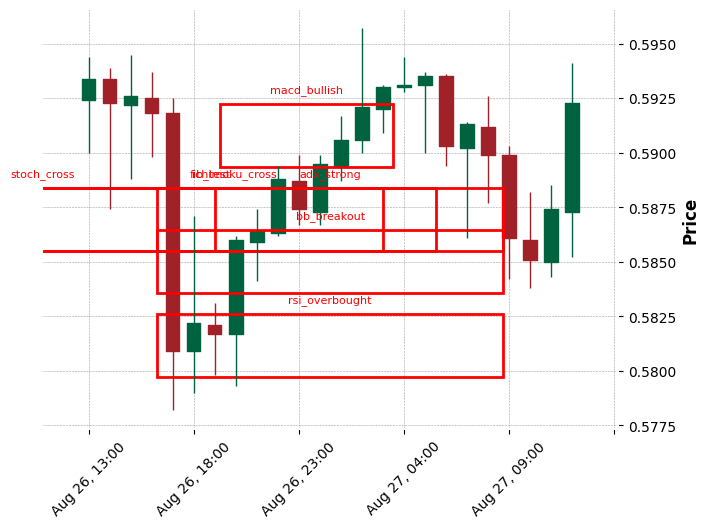 0.5950
macd_bullish
0.5925
0.5900
stoch_cross
ichimoku_cross
adx_strong
0.5875
bb_breakout
0.5850
rsi_overbought
0.5825
0.5800
0.5775
Price
Aug 26, 13:00
Aug 26, 18:00
Aug 26, 23:00
Aug 27, 04:00
Aug 27, 09:00